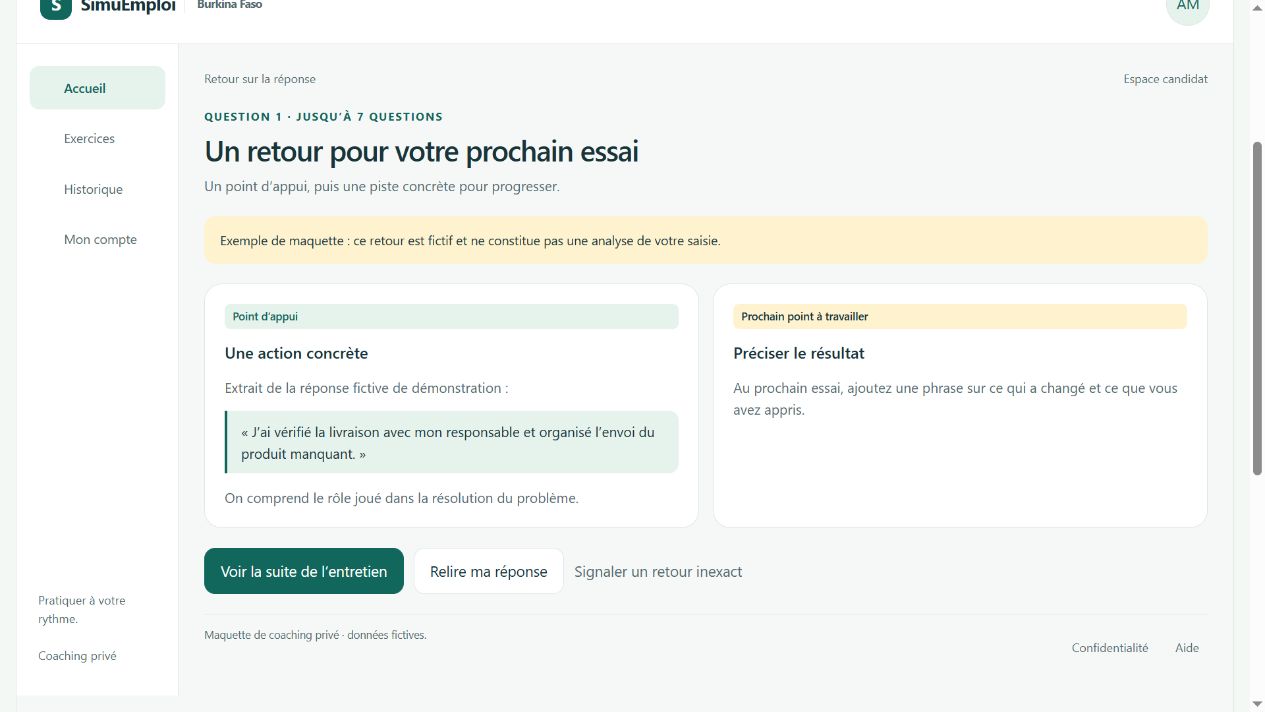 S SimuEmploi Burkina Faso AM
Accueil
Exercices
Historique
Mon compte
Pratiquer à votre
rythme.
Coaching privé
Retour sur la réponse Espace candidat
QUESTION 1 · JUSQU’À 7 QUESTIONS
Un retour pour votre prochain essai
Un point d’appui, puis une piste concrète pour progresser.
Exemple de maquette : ce retour est fictif et ne constitue pas une analyse de votre saisie.
Point d’appui
Une action concrète
Extrait de la réponse fictive de démonstration :
« J’ai vérifié la livraison avec mon responsable et organisé l’envoi du
produit manquant. »
On comprend le rôle joué dans la résolution du problème.
Prochain point à travailler
Préciser le résultat
Au prochain essai, ajoutez une phrase sur ce qui a changé et ce que vous
avez appris.
Voir la suite de l’entretien Relire ma réponse Signaler un retour inexact
Maquette de coaching privé · données fictives.
Confidentialité Aide